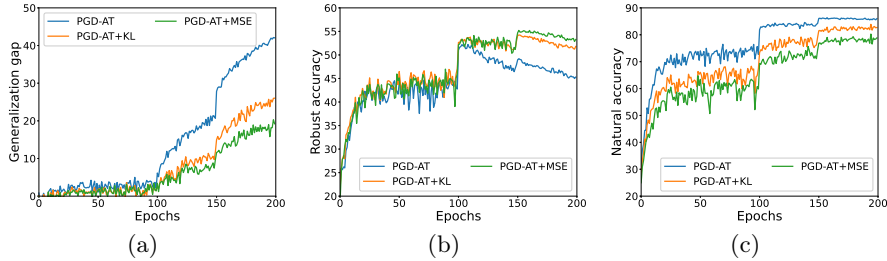 Generalization gap
50
40
30
20
10
0
PGD-AT
PGD-AT+KL
PGD-AT+MSE
0 50 100 150 200
Epochs
(a)
Robust accuracy
60
55
50
45
40
35
30
25
20
PGD-AT
PGD-AT+KL
PGD-AT+MSE
0 50 100 150 200
Epochs
(b)
Natural accuracy
90
80
70
60
50
40
30
20
PGD-AT
PGD-AT+KL
PGD-AT+MSE
0 50 100 150 200
Epochs
(c)